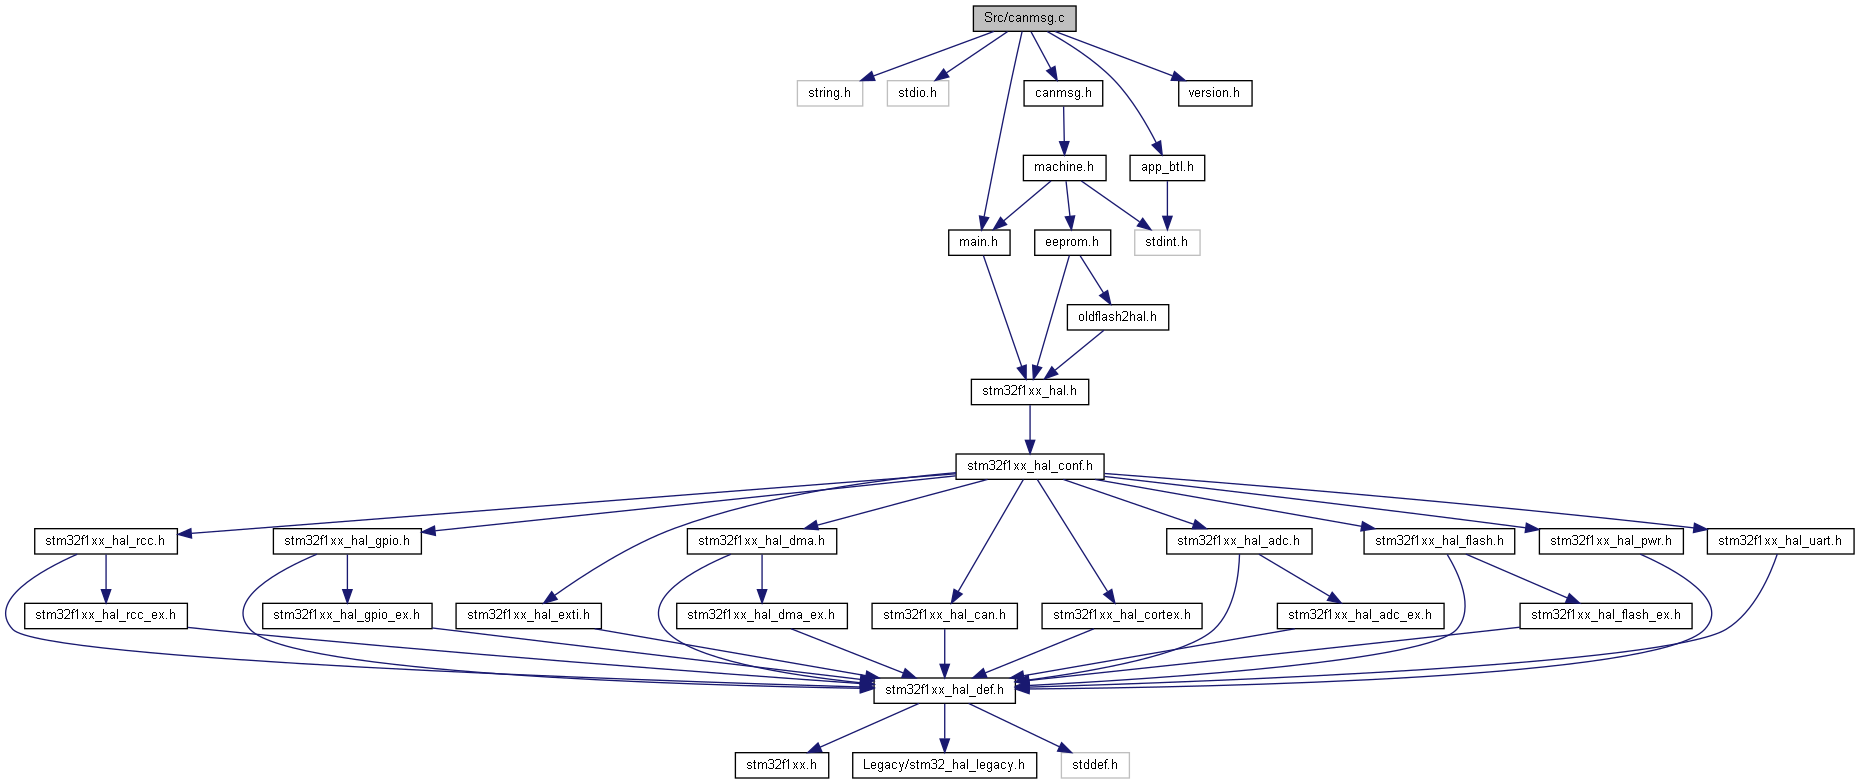 Src/canmsg.c
string.h
stdio.h
canmsg.h
version.h
machine.h
app_btl.h
main.h
eeprom.h
stdint.h
oldflash2hal.h
stm32f1xx_hal.h
stm32f1xx_hal_conf.h
stm32f1xx_hal_rcc.h
stm32f1xx_hal_gpio.h
stm32f1xx_hal_dma.h
stm32f1xx_hal_adc.h
stm32f1xx_hal_flash.h
stm32f1xx_hal_pwr.h
stm32f1xx_hal_uart.h
stm32f1xx_hal_rcc_ex.h
stm32f1xx_hal_gpio_ex.h
stm32f1xx_hal_exti.h
stm32f1xx_hal_dma_ex.h
stm32f1xx_hal_can.h
stm32f1xx_hal_cortex.h
stm32f1xx_hal_adc_ex.h
stm32f1xx_hal_flash_ex.h
stm32f1xx_hal_def.h
stm32f1xx.h
Legacy/stm32_hal_legacy.h
stddef.h